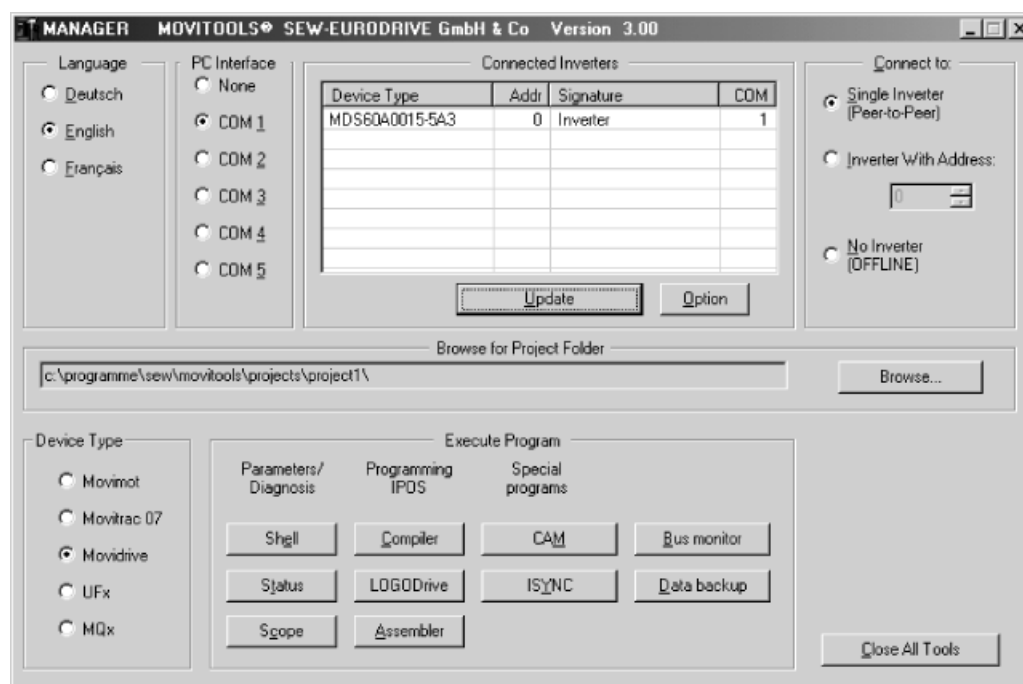 MANAGER MOVITOOLS® SEW-EURODRIVE GmbH & Co Version 3.00
Language
Deutsch
English
Français
PC Interface
None
COM 1
COM 2
COM 3
COM 4
COM 5
Connected Inverters
Device Type Addr Signature COM
MDS60A0015-5A3 0 Inverter 1
Update Option
Connect to:
Single Inverter
(Peer-to-Peer)
Inverter With Address:
0
No Inverter
(OFFLINE)
Browse for Project Folder
c:\programme\sew\movitools\projects\project1\ Browse...
Device Type
Movimot
Movitrac 07
Movidrive
UFx
MQx
Execute Program
Parameters/
Diagnosis
Programming
IPOS
Special
programs
Shell Compiler CAM Bus monitor
Status LOGODrive ISYNC Data backup
Scope Assembler
Close All Tools